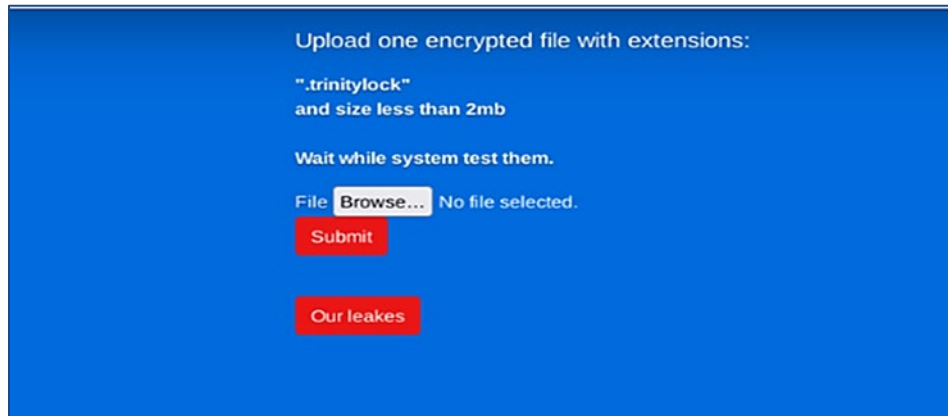 Upload one encrypted file with extensions:
".trinitylock"
and size less than 2mb
Wait while system test them.
File Browse... No file selected.
Submit
Our leakes